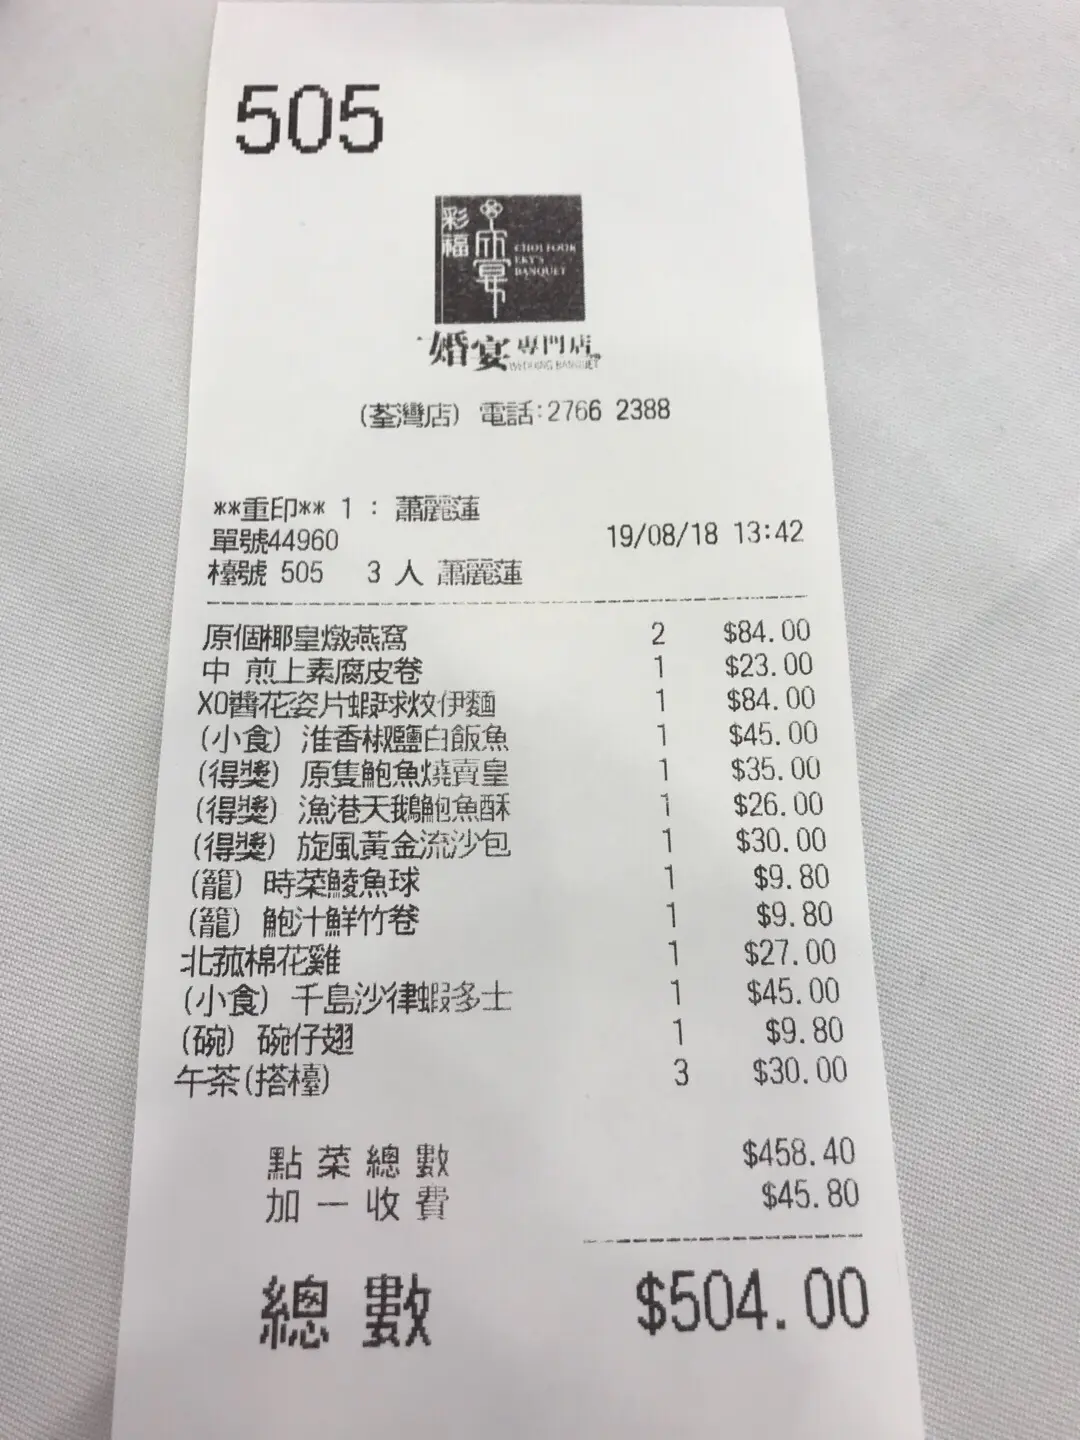 505
彩福
欣宴
CHOI FOOK
EKY'S
BANQUET
婚宴專門店
WEDDING BANQUET
(荃灣店) 電話:2766 2388
**重印** 1 : 蕭麗蓮
單號44960 19/08/18 13:42
檯號 505 3 人 蕭麗蓮
原個椰皇燉燕窩 2 $84.00
中 煎上素腐皮卷 1 $23.00
XO醬花姿片蝦球炆伊麵 1 $84.00
(小食) 淮香椒鹽白飯魚 1 $45.00
(得獎) 原隻鮑魚燒賣皇 1 $35.00
(得獎) 漁港天鵝鮑魚酥 1 $26.00
(得獎) 旋風黃金流沙包 1 $30.00
(籠) 時菜鯪魚球 1 $9.80
(籠) 鮑汁鮮竹卷 1 $9.80
北菰棉花雞 1 $27.00
(小食) 千島沙律蝦多士 1 $45.00
(碗) 碗仔翅 1 $9.80
午茶(搭檯) 3 $30.00
點菜總數 $458.40
加一收費 $45.80
總數 $504.00